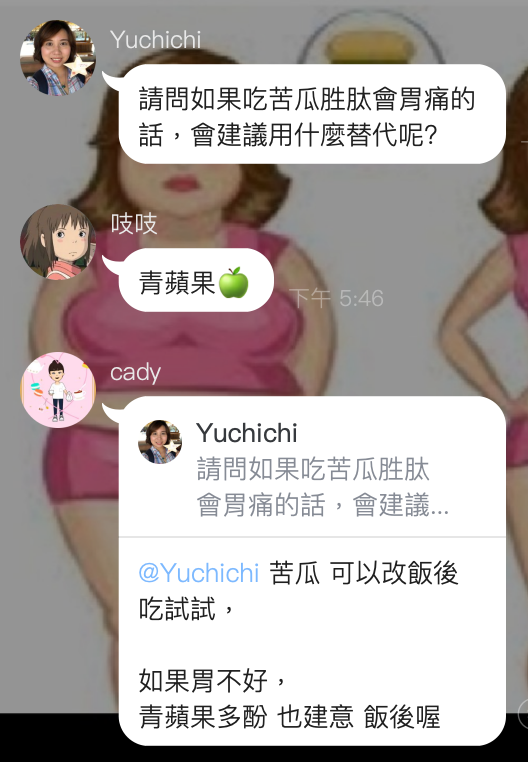 Yuchichi
請問如果吃苦瓜胜肽會胃痛的
話，會建議用什麼替代呢?
吱吱
青蘋果🍏
下午 5:46
cady
Yuchichi
請問如果吃苦瓜胜肽
會胃痛的話，會建議...
@Yuchichi 苦瓜 可以改飯後
吃試試，
如果胃不好，
青蘋果多酚 也建意 飯後喔